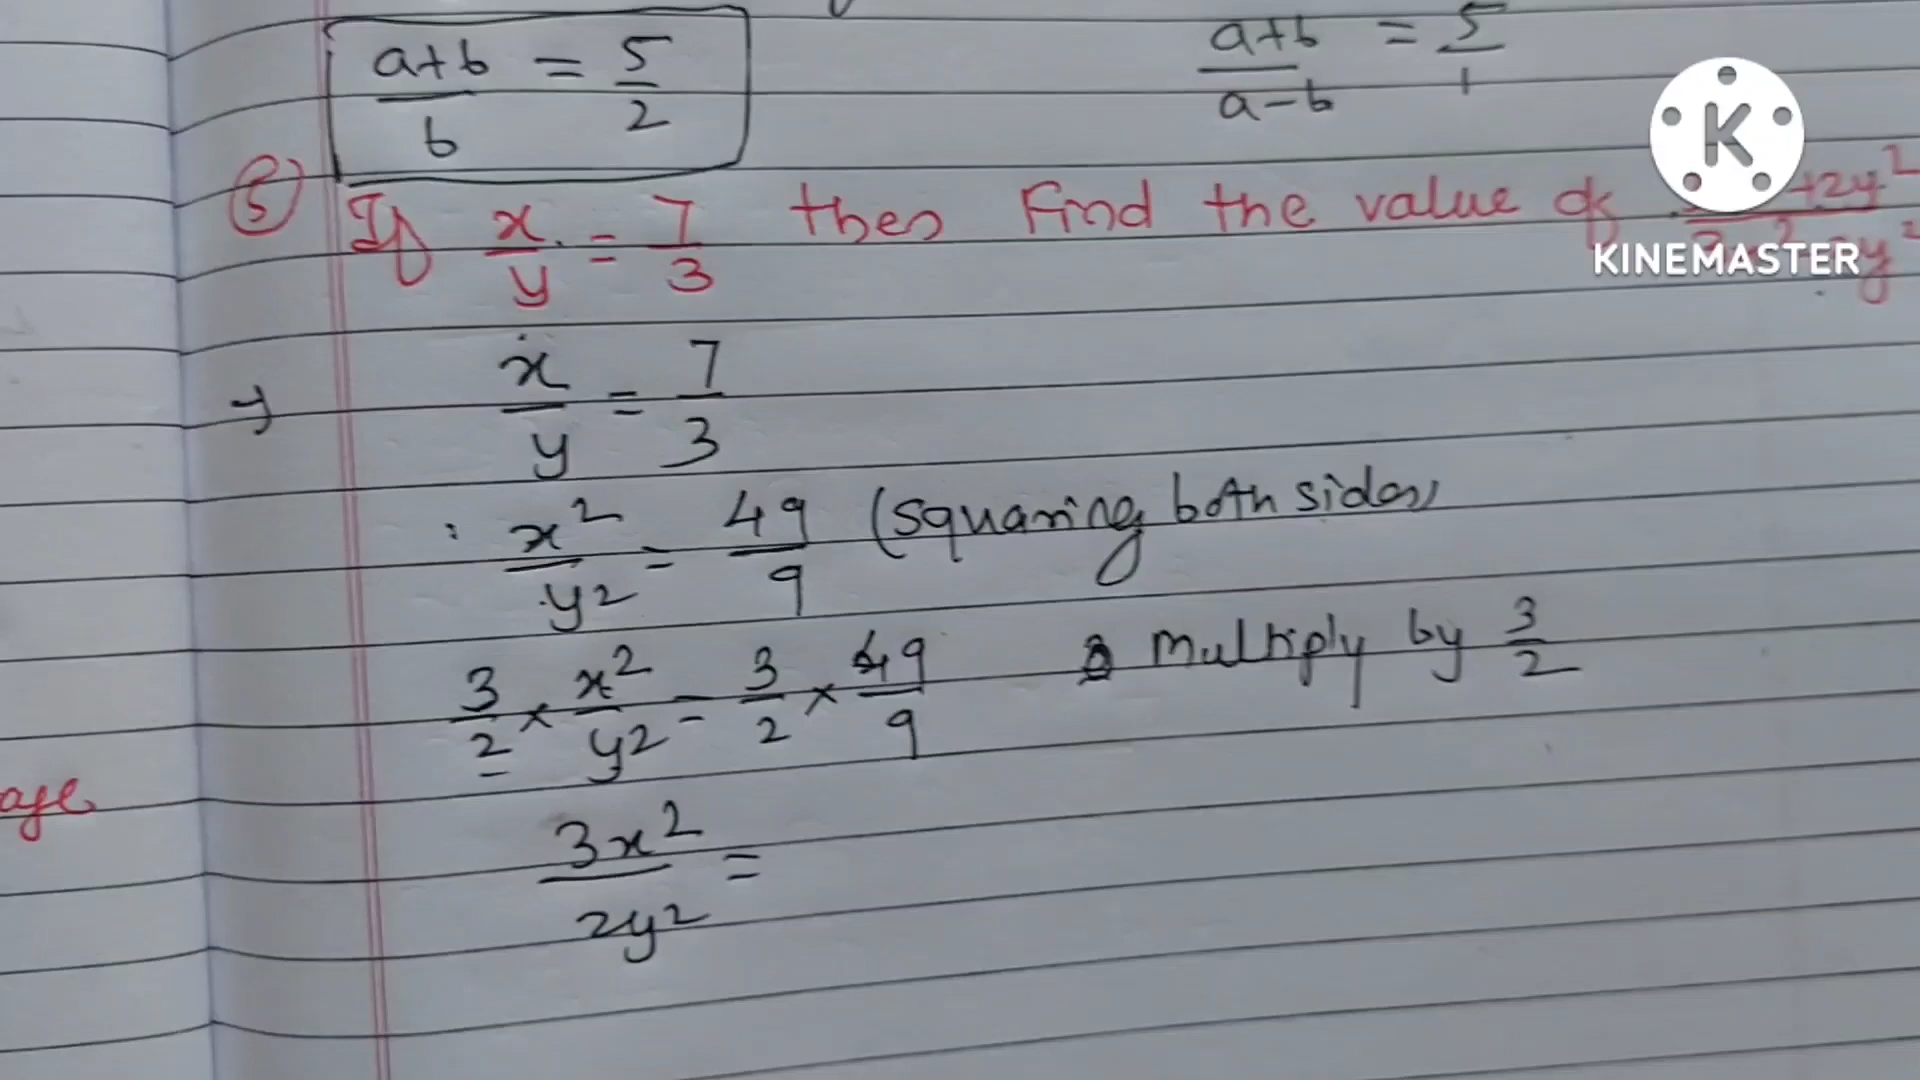 a+b/b = 5/2    a+b/a-b = 5/1
K
(5) If x/y = 7/3 then Find the value of +2y²
KINEMASTER
→ x/y = 7/3
: x²/y² = 49/9 (squaring both sides)
3/2 × x²/y² = 3/2 × 49/9    Multiply by 3/2
3x²/2y² =